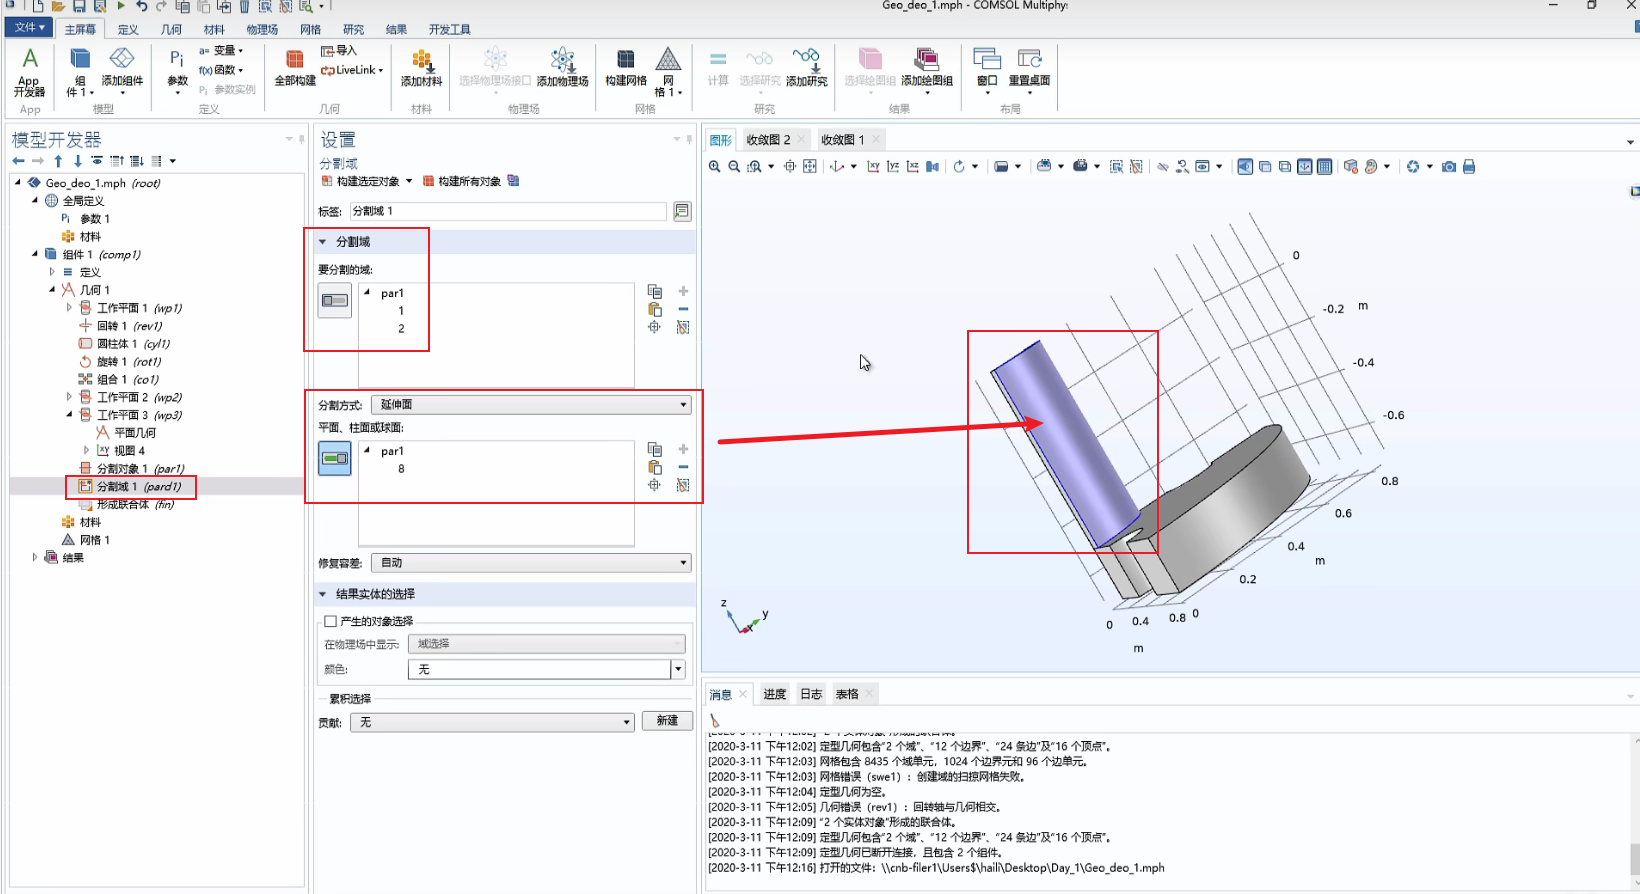 Geo_deo_1.mph - COMSOL Multiphys
文件▾ 主屏幕 定义 几何 材料 物理场 网格 研究 结果 开发工具
App 开发器
组件 1 添加组件
Pi 参数
a= 变量
f(x) 函数
Pi 参数实例
全部构建
导入
LiveLink
添加材料
选择物理场接口 添加物理场
构建网格 网格 1
计算 选择研究 添加研究
选择绘图组 添加绘图组
窗口 重置桌面
App 模型 定义 几何 材料 物理场 网格 研究 结果 布局
模型开发器
Geo_deo_1.mph (root)
全局定义
Pi 参数 1
材料
组件 1 (comp1)
定义
几何 1
工作平面 1 (wp1)
回转 1 (rev1)
圆柱体 1 (cyl1)
旋转 1 (rot1)
组合 1 (co1)
工作平面 2 (wp2)
工作平面 3 (wp3)
平面几何
xy 视图 4
分割对象 1 (par1)
分割域 1 (pard1)
形成联合体 (fin)
材料
网格 1
结果
设置
分割域
构建选定对象 构建所有对象
标签: 分割域 1
分割域
要分割的域:
par1
1
2
分割方式: 延伸面
平面、柱面或球面:
par1
8
修复容差: 自动
结果实体的选择
产生的对象选择
在物理场中显示: 域选择
颜色: 无
累积选择
贡献: 无 新建
图形 收敛图 2 收敛图 1
0
-0.2 m
-0.4
-0.6
0.8
0.6
0.4 m
0.2
0 0.4 0.8 0
m
z y x
消息 进度 日志 表格
[2020-3-11 下午12:02] "2 个实体对象"形成的联合体。
[2020-3-11 下午12:02] 定型几何包含"2 个域"、"12 个边界"、"24 条边"及"16 个顶点"。
[2020-3-11 下午12:03] 网格包含 8435 个域单元，1024 个边界元和 96 个边单元。
[2020-3-11 下午12:03] 网格错误（swe1）：创建域的扫掠网格失败。
[2020-3-11 下午12:04] 定型几何为空。
[2020-3-11 下午12:05] 几何错误（rev1）：回转轴与几何相交。
[2020-3-11 下午12:09] "2 个实体对象"形成的联合体。
[2020-3-11 下午12:09] 定型几何包含"2 个域"、"12 个边界"、"24 条边"及"16 个顶点"。
[2020-3-11 下午12:09] 定型几何已断开连接，且包含 2 个组件。
[2020-3-11 下午12:16] 打开的文件：\\cnb-filer1\Users$\haili\Desktop\Day_1\Geo_deo_1.mph